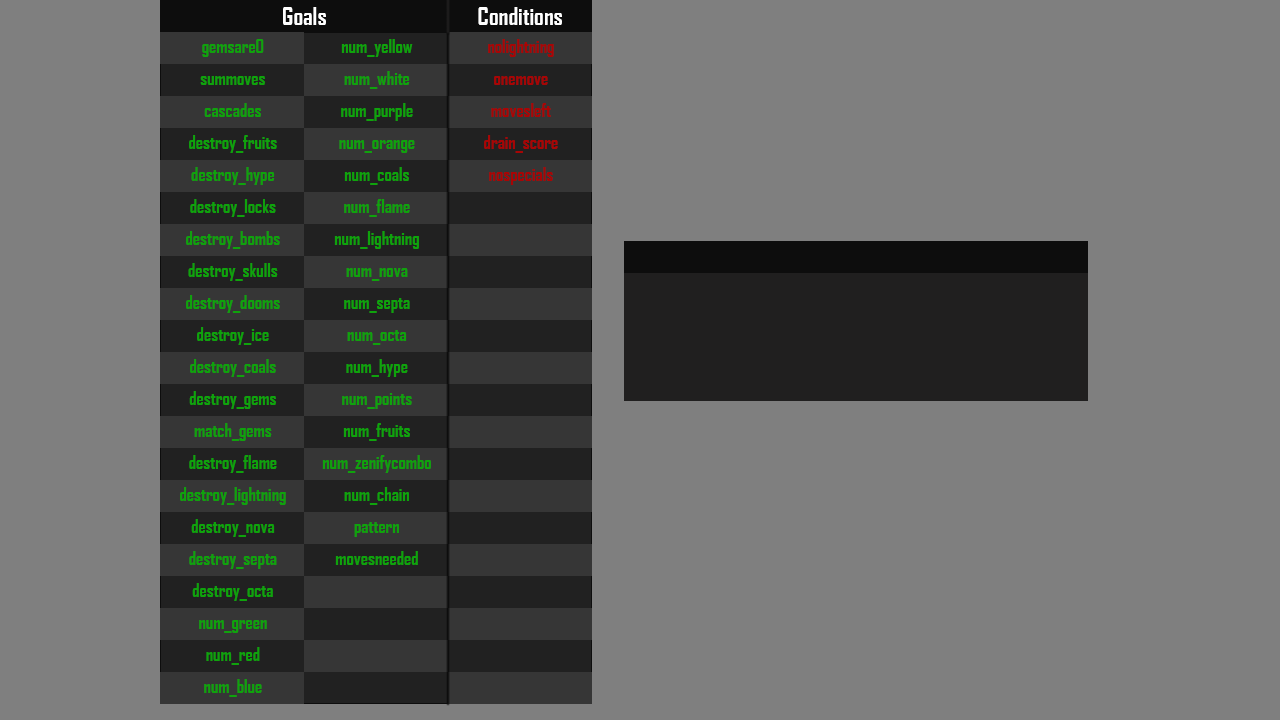 Goals Conditions
gemsare0 num_yellow nolightning
summoves num_white onemove
cascades num_purple movesleft
destroy_fruits num_orange drain_score
destroy_hype num_coals nospecials
destroy_locks num_flame
destroy_bombs num_lightning
destroy_skulls num_nova
destroy_dooms num_septa
destroy_ice num_octa
destroy_coals num_hype
destroy_gems num_points
match_gems num_fruits
destroy_flame num_zenifycombo
destroy_lightning num_chain
destroy_nova pattern
destroy_septa movesneeded
destroy_octa
num_green
num_red
num_blue